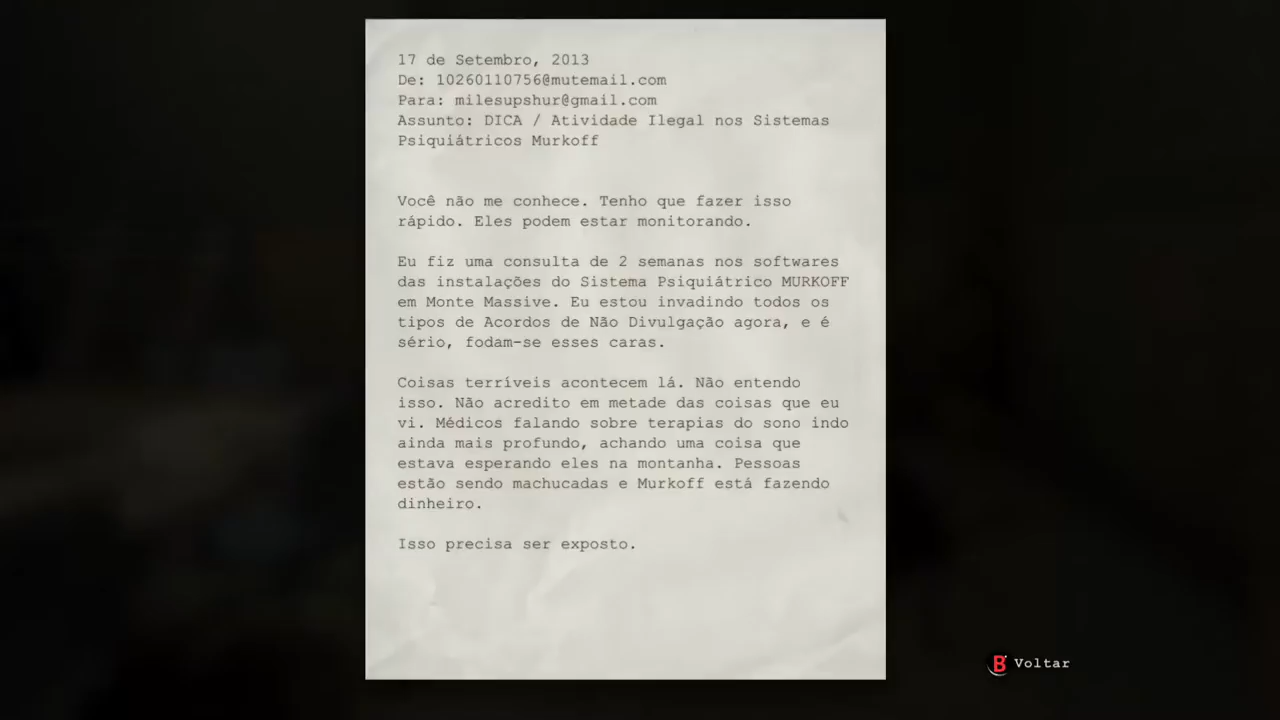 17 de Setembro, 2013
De: 10260110756@mutemail.com
Para: milesupshur@gmail.com
Assunto: DICA / Atividade Ilegal nos Sistemas
Psiquiátricos Murkoff
Você não me conhece. Tenho que fazer isso
rápido. Eles podem estar monitorando.
Eu fiz uma consulta de 2 semanas nos softwares
das instalações do Sistema Psiquiátrico MURKOFF
em Monte Massive. Eu estou invadindo todos os
tipos de Acordos de Não Divulgação agora, e é
sério, fodam-se esses caras.
Coisas terríveis acontecem lá. Não entendo
isso. Não acredito em metade das coisas que eu
vi. Médicos falando sobre terapias do sono indo
ainda mais profundo, achando uma coisa que
estava esperando eles na montanha. Pessoas
estão sendo machucadas e Murkoff está fazendo
dinheiro.
Isso precisa ser exposto.
B Voltar